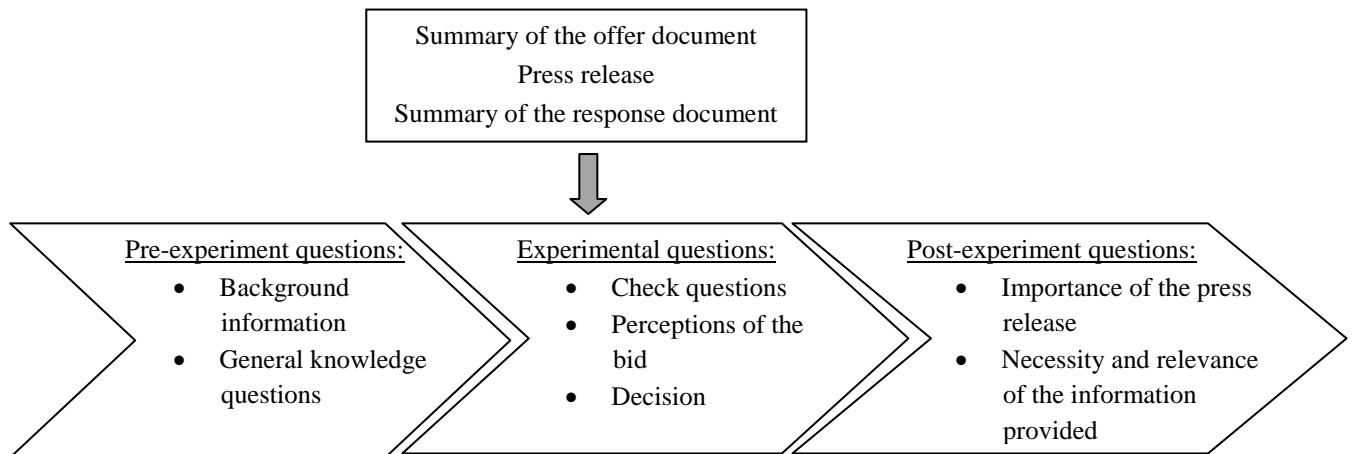 Summary of the offer document
Press release
Summary of the response document
Pre-experiment questions:
• Background
information
• General knowledge
questions
Experimental questions:
• Check questions
• Perceptions of the
bid
• Decision
Post-experiment questions:
• Importance of the press
release
• Necessity and relevance
of the information
provided